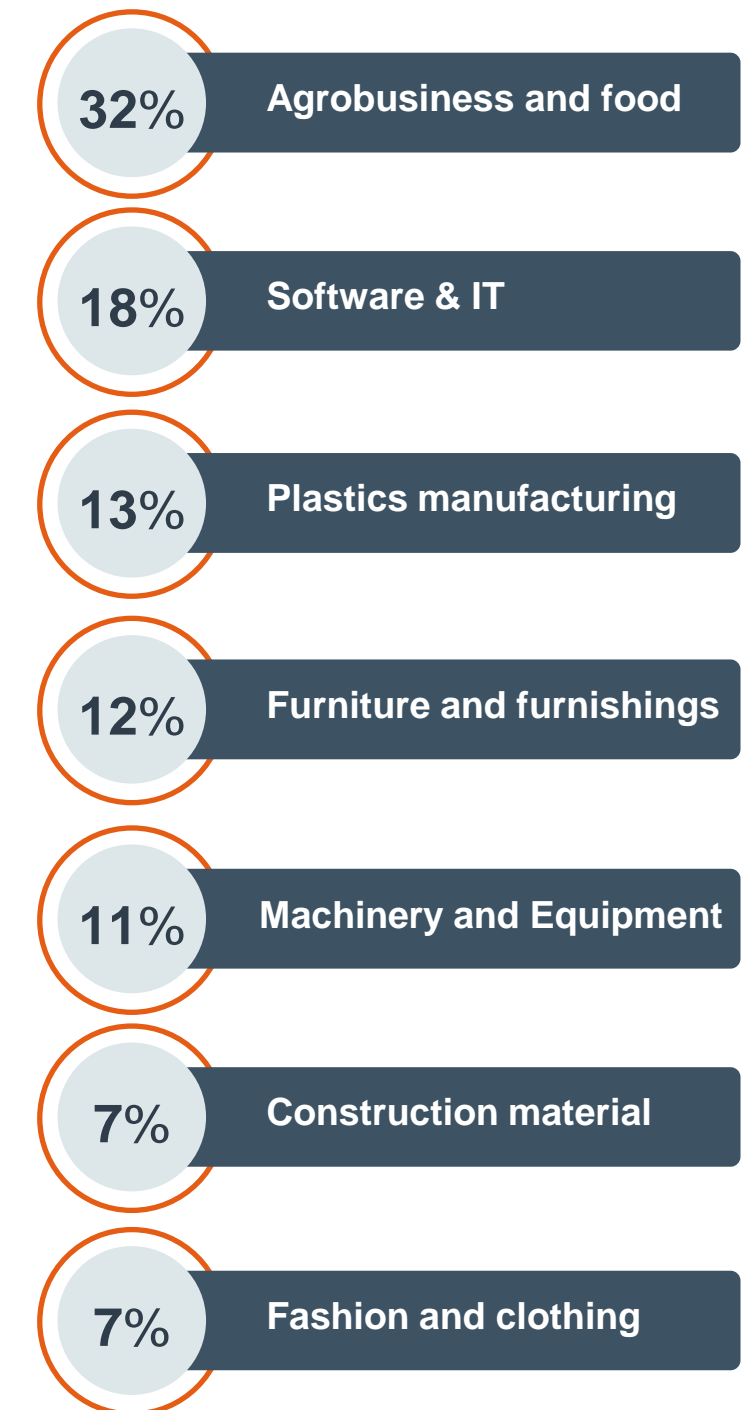 32% Agrobusiness and food
18% Software & IT
13% Plastics manufacturing
12% Furniture and furnishings
11% Machinery and Equipment
7% Construction material
7% Fashion and clothing